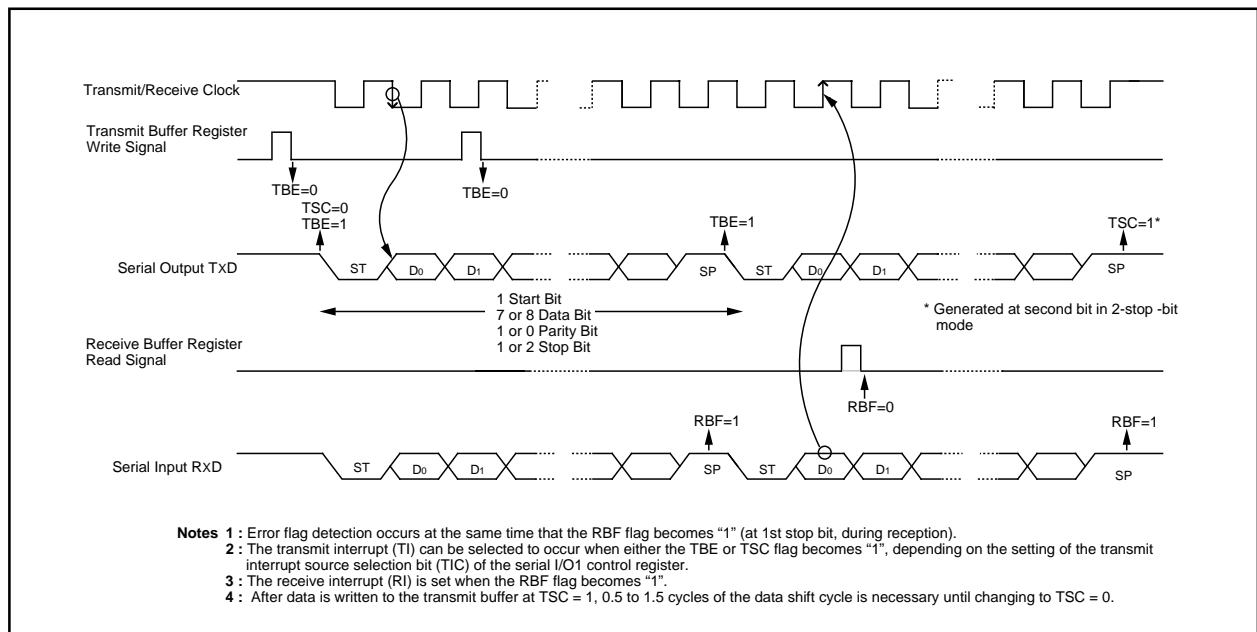 Transmit/Receive Clock
Transmit Buffer Register
Write Signal
TBE=0
TBE=0
TSC=0
TBE=1
TBE=1
TSC=1*
Serial Output TXD
ST
D0
D1
SP
ST
D0
D1
SP
1 Start Bit
7 or 8 Data Bit
1 or 0 Parity Bit
1 or 2 Stop Bit
* Generated at second bit in 2-stop -bit
mode
Receive Buffer Register
Read Signal
RBF=0
RBF=1
RBF=1
Serial Input RXD
ST
D0
D1
SP
ST
D0
D1
SP
Notes 1 : Error flag detection occurs at the same time that the RBF flag becomes “1” (at 1st stop bit, during reception).
2 : The transmit interrupt (TI) can be selected to occur when either the TBE or TSC flag becomes “1”, depending on the setting of the transmit
interrupt source selection bit (TIC) of the serial I/O1 control register.
3 : The receive interrupt (RI) is set when the RBF flag becomes “1”.
4 : After data is written to the transmit buffer at TSC = 1, 0.5 to 1.5 cycles of the data shift cycle is necessary until changing to TSC = 0.